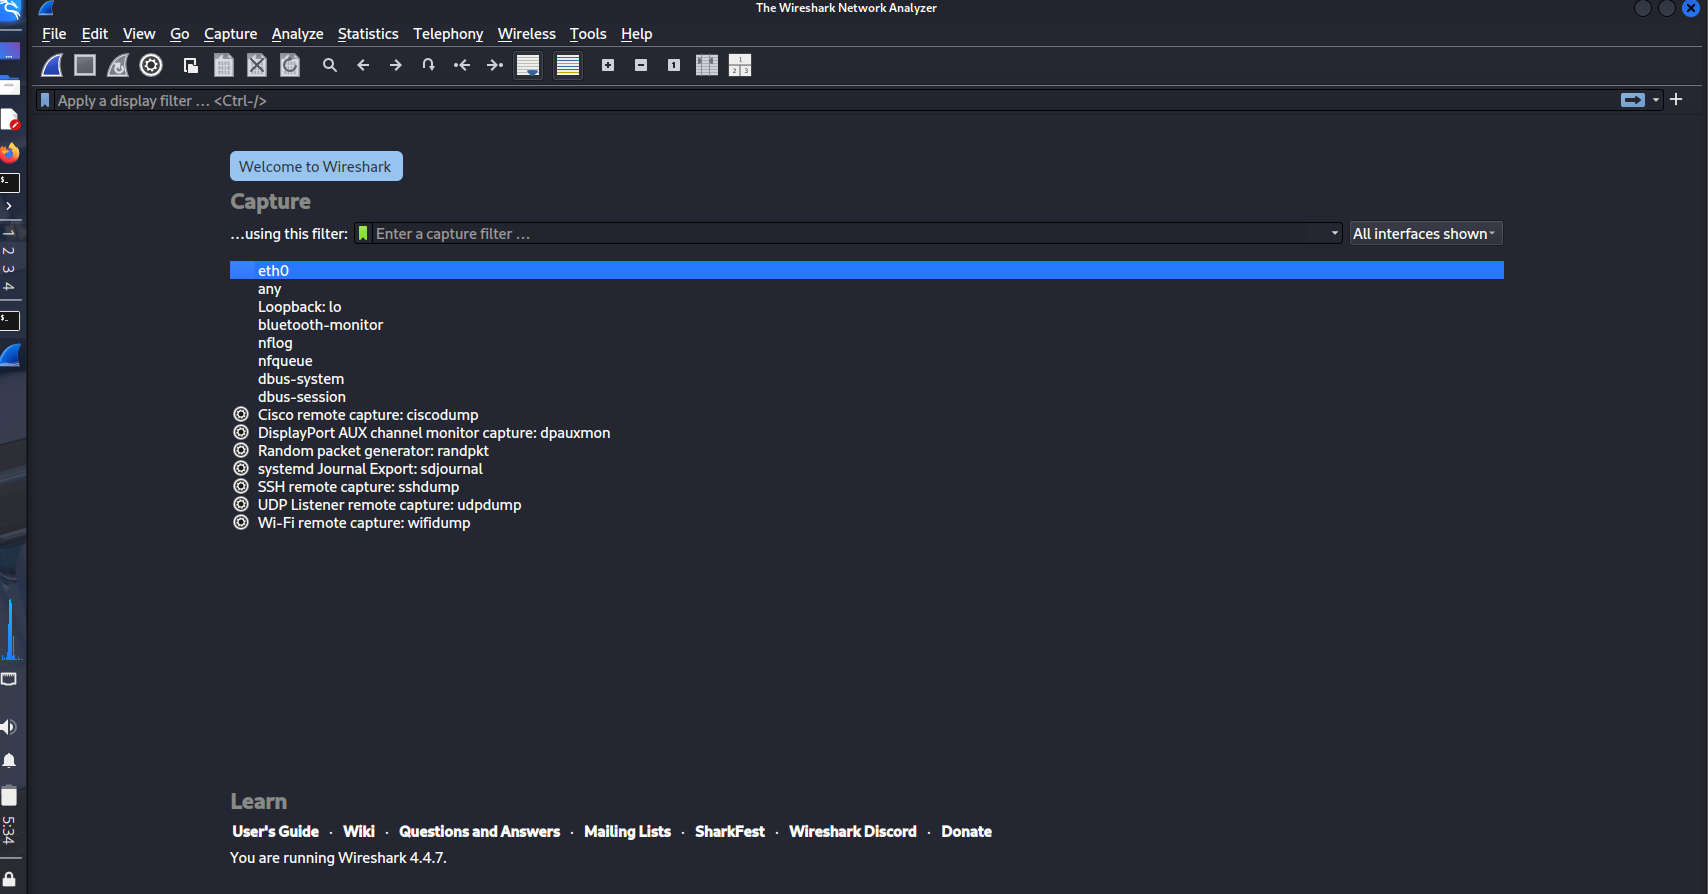 The Wireshark Network Analyzer
File Edit View Go Capture Analyze Statistics Telephony Wireless Tools Help
Apply a display filter … <Ctrl-/>
Welcome to Wireshark
Capture
…using this filter: Enter a capture filter … All interfaces shown
eth0
any
Loopback: lo
bluetooth-monitor
nflog
nfqueue
dbus-system
dbus-session
Cisco remote capture: ciscodump
DisplayPort AUX channel monitor capture: dpauxmon
Random packet generator: randpkt
systemd Journal Export: sdjournal
SSH remote capture: sshdump
UDP Listener remote capture: udpdump
Wi-Fi remote capture: wifidump
Learn
User's Guide · Wiki · Questions and Answers · Mailing Lists · SharkFest · Wireshark Discord · Donate
You are running Wireshark 4.4.7.
1
2
3
4
5:34